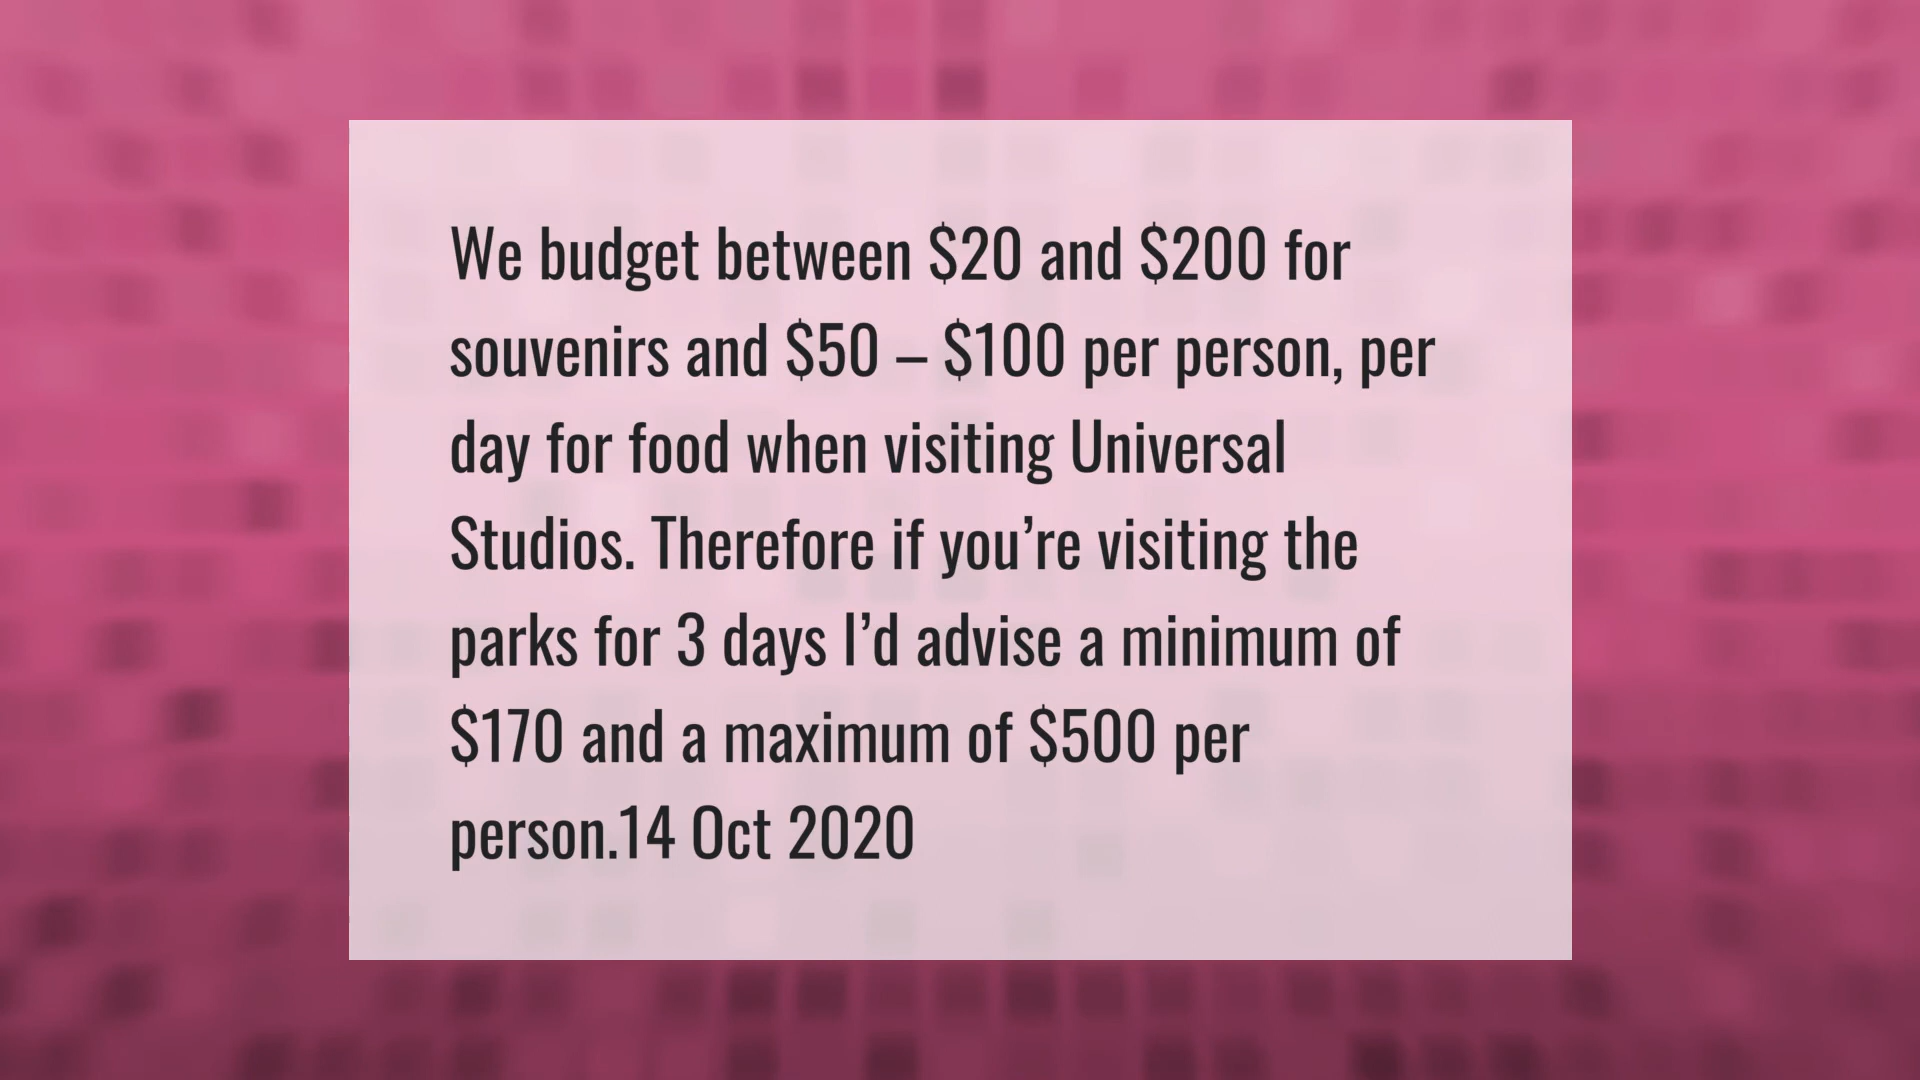 We budget between $20 and $200 for
souvenirs and $50 – $100 per person, per
day for food when visiting Universal
Studios. Therefore if you’re visiting the
parks for 3 days I’d advise a minimum of
$170 and a maximum of $500 per
person.14 Oct 2020